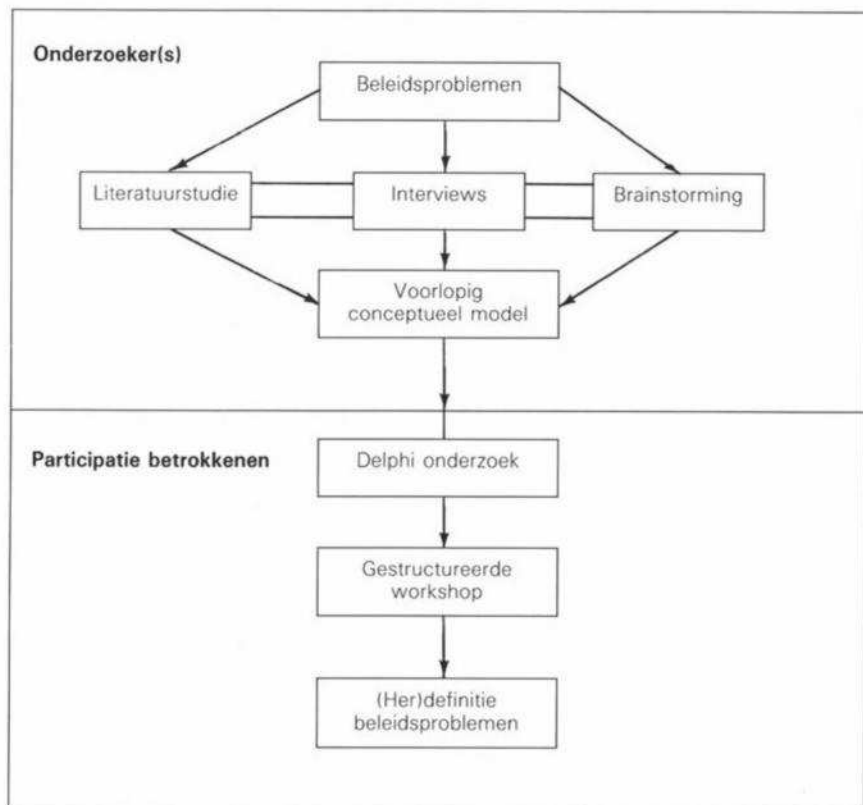 Onderzoeker(s)
Beleidsproblemen
Literatuurstudie
Interviews
Brainstorming
Voorlopig
conceptueel model
Participatie betrokkenen
Delphi onderzoek
Gestructureerde
workshop
(Her)definitie
beleidsproblemen